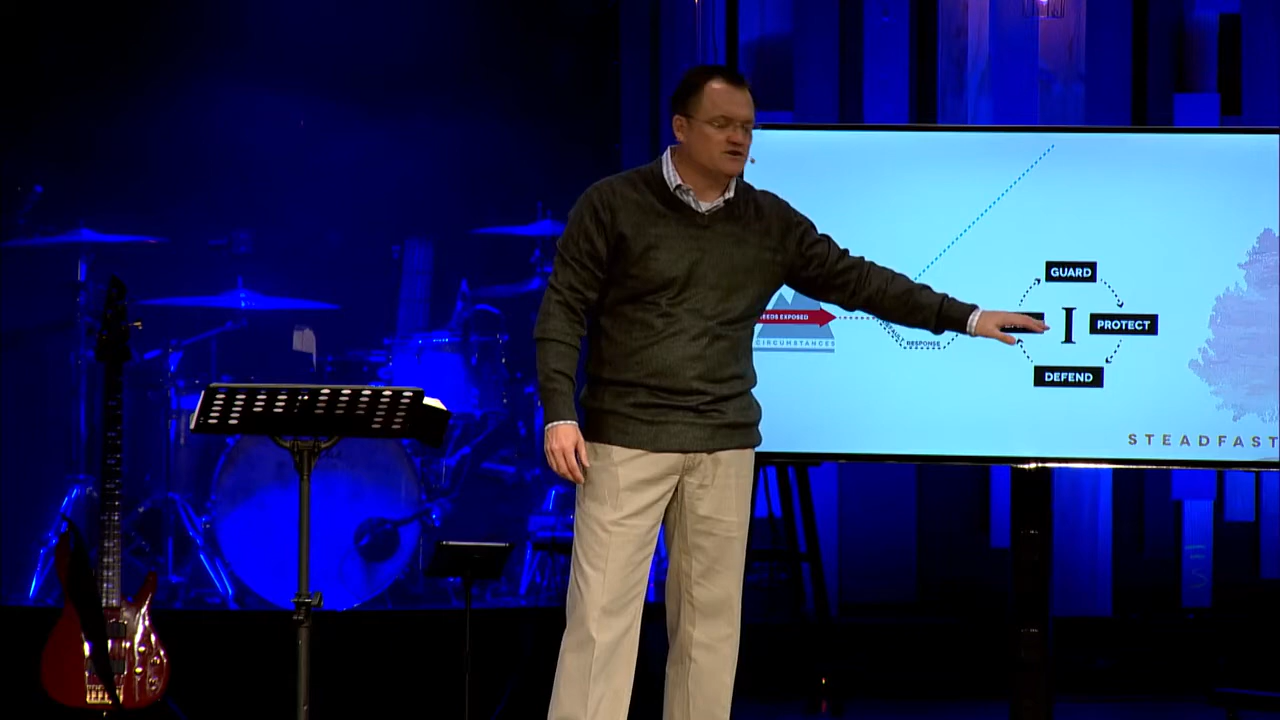 GUARD
NEEDS EXPOSED
I
PROTECT
CIRCUMSTANCES
RESPONSE
DEFEND
STEADFAST